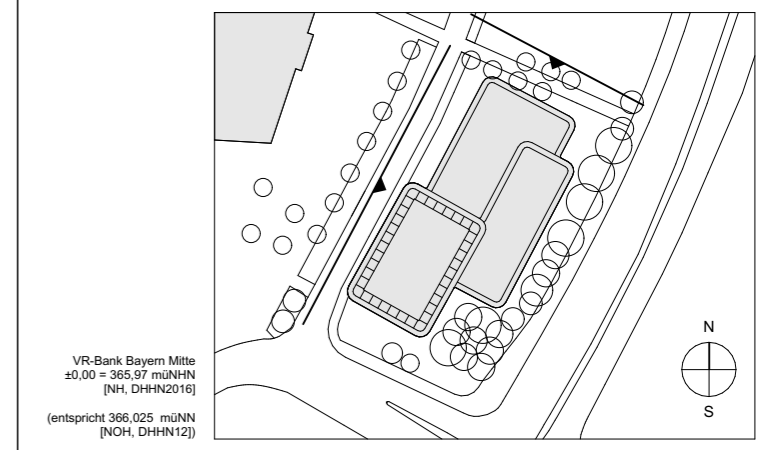 VR-Bank Bayern Mitte
±0,00 = 365,97 müNHN
[NH, DHHN2016]
(entspricht 366,025 müNN
[NOH, DHHN12])
N
S